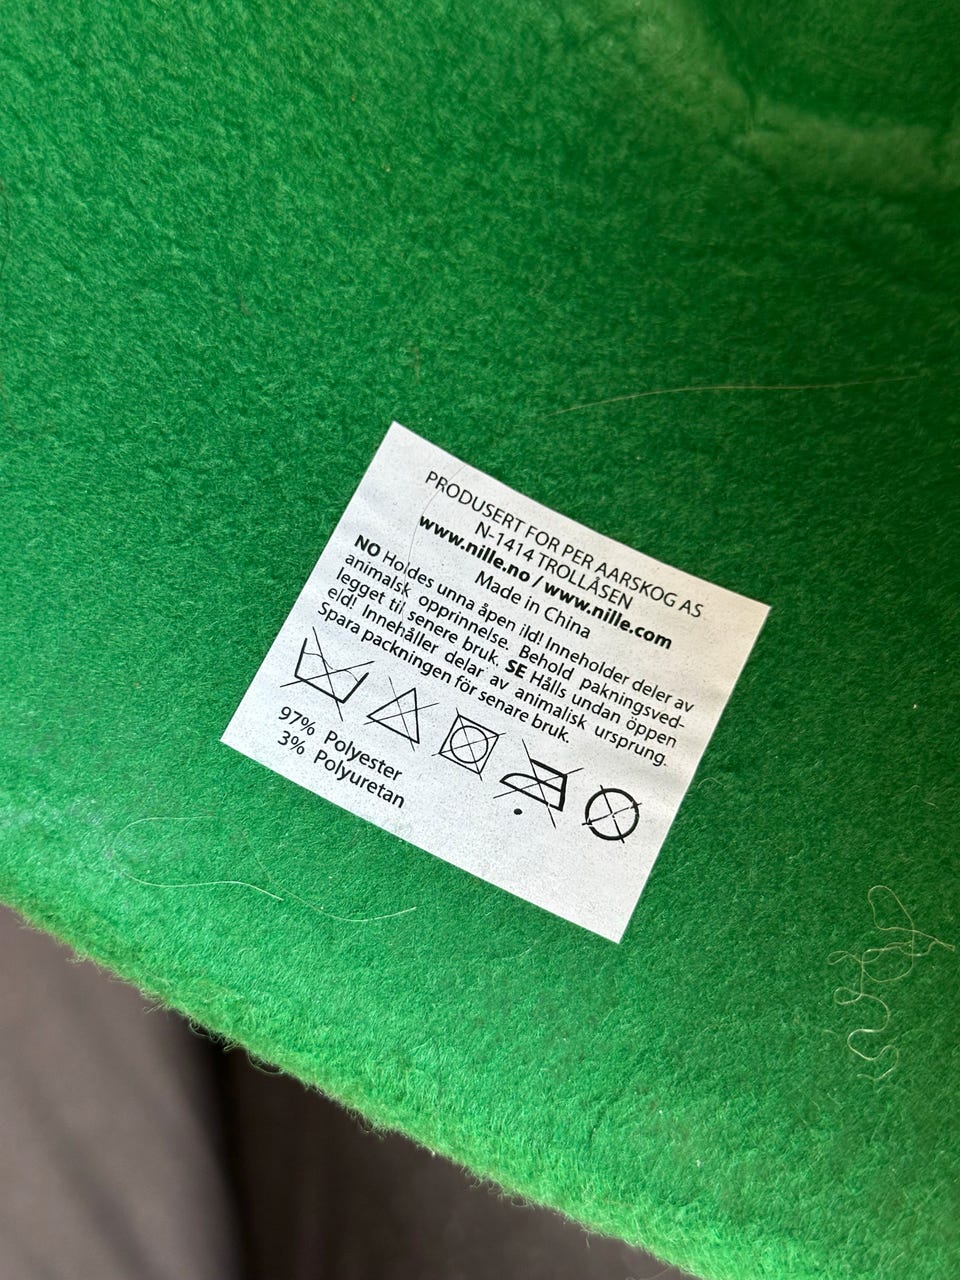 PRODUSERT FOR PER AARSKOG AS
N-1414 TROLLÅSEN
www.nille.no / www.nille.com
Made in China
NO Holdes unna åpen ild! Inneholder deler av
animalsk opprinnelse. Behold pakningsved-
legget til senere bruk. SE Hålls undan öppen
eld! Innehåller delar av animalisk ursprung.
Spara packningen för senare bruk.
97% Polyester
3% Polyuretan